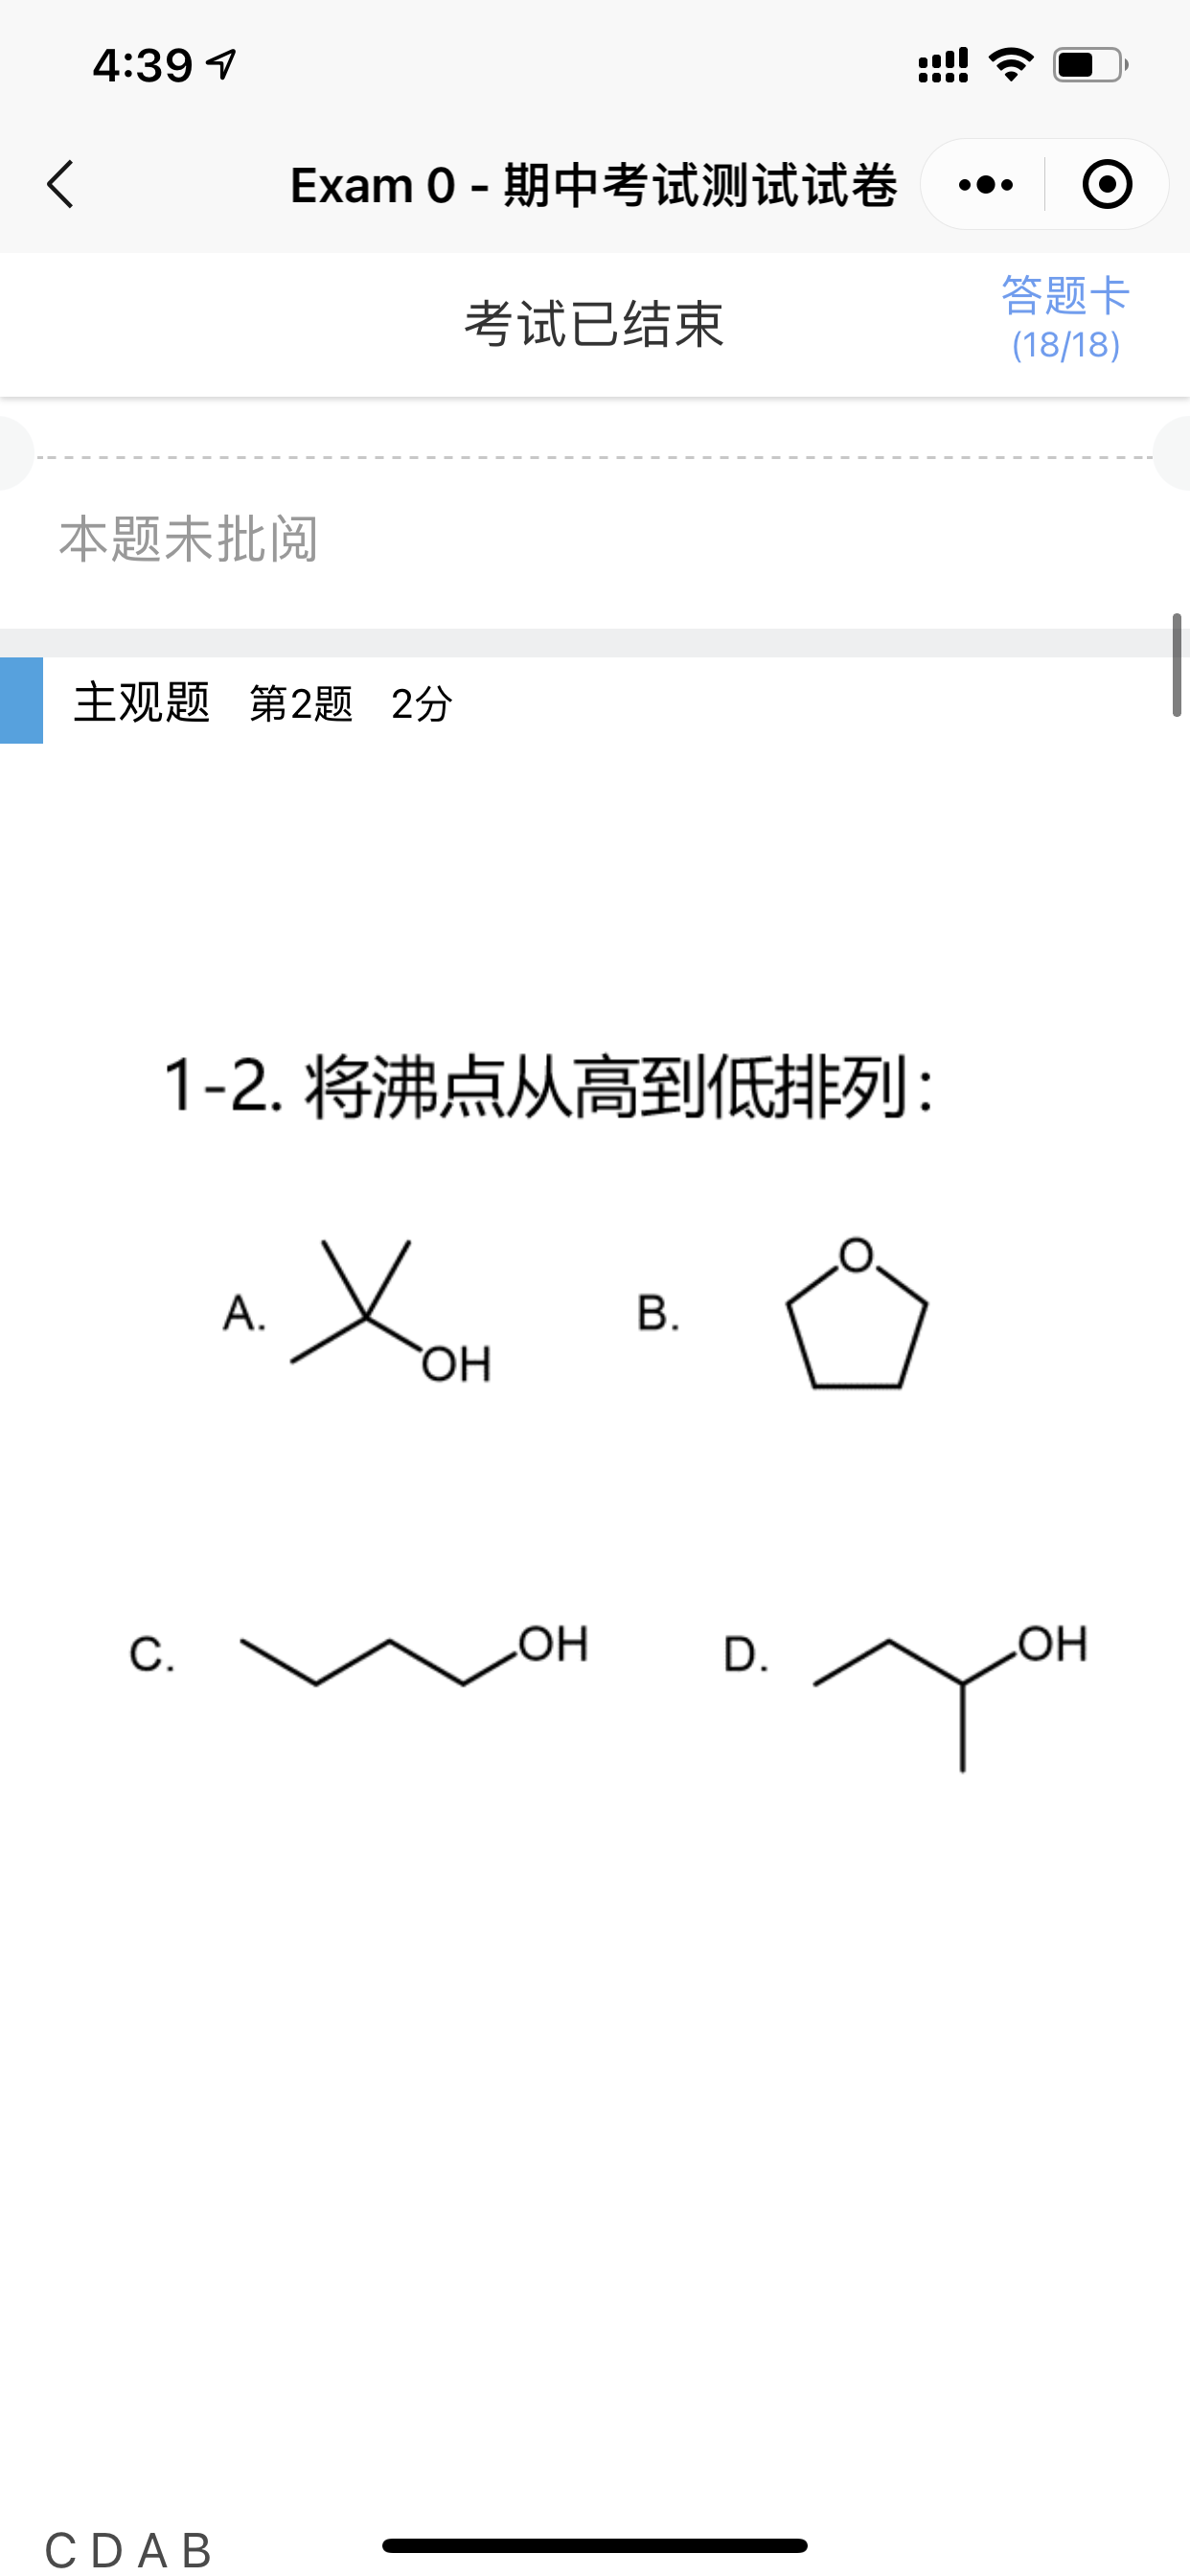 4:39
Exam 0 - 期中考试测试试卷
考试已结束
答题卡
(18/18)
本题未批阅
主观题 第2题 2分
1-2. 将沸点从高到低排列:
A. OH B. O
C. OH D. OH
C D A B